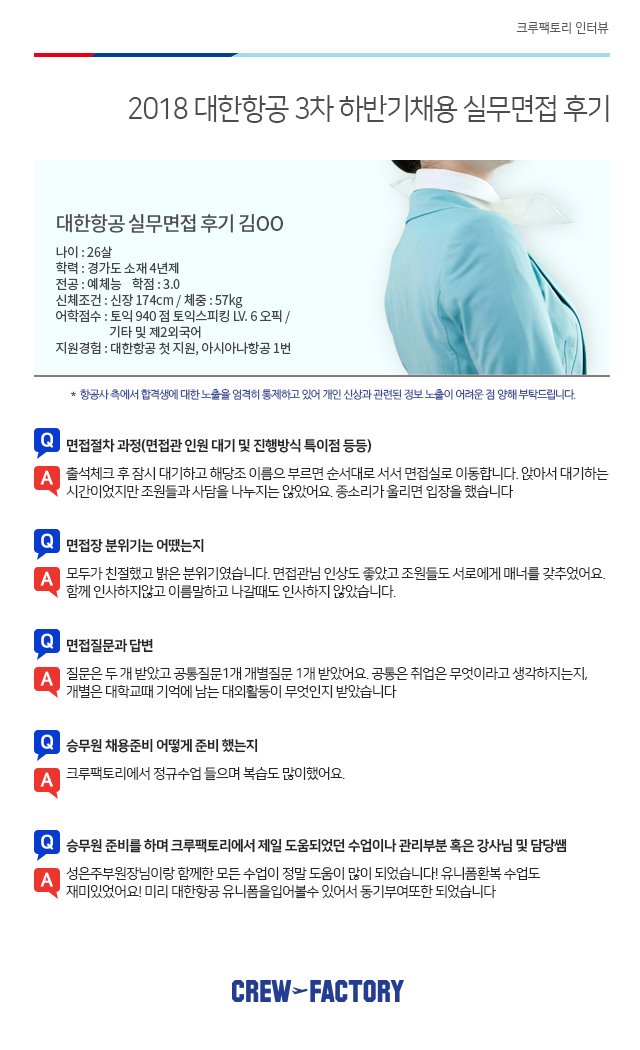 크루팩토리 인터뷰
2018 대한항공 3차 하반기채용 실무면접 후기
대한항공 실무면접 후기 김OO
나이 : 26살
학력 : 경기도 소재 4년제
전공 : 예체능 학점 : 3.0
신체조건 : 신장 174cm / 체중 : 57kg
어학점수 : 토익 940 점 토익스피킹 LV. 6 오픽 /
기타 및 제2외국어
지원경험 : 대한항공 첫 지원, 아시아나항공 1번
* 항공사 측에서 합격생에 대한 노출을 엄격히 통제하고 있어 개인 신상과 관련된 정보 노출이 어려운 점 양해 부탁드립니다.
Q 면접절차 과정(면접관 인원 대기 및 진행방식 특이점 등등)
A 출석체크 후 잠시 대기하고 해당조 이름으 부르면 순서대로 서서 면접실로 이동합니다. 앉아서 대기하는
시간이었지만 조원들과 사담을 나누지는 않았어요. 종소리가 울리면 입장을 했습니다
Q 면접장 분위기는 어땠는지
A 모두가 친절했고 밝은 분위기였습니다. 면접관님 인상도 좋았고 조원들도 서로에게 매너를 갖추었어요.
함께 인사하지않고 이름말하고 나갈때도 인사하지 않았습니다.
Q 면접질문과 답변
A 질문은 두 개 받았고 공통질문1개 개별질문 1개 받았어요. 공통은 취업은 무엇이라고 생각하지는지,
개별은 대학교때 기억에 남는 대외활동이 무엇인지 받았습니다
Q 승무원 채용준비 어떻게 준비 했는지
A 크루팩토리에서 정규수업 들으며 복습도 많이했어요.
Q 승무원 준비를 하며 크루팩토리에서 제일 도움되었던 수업이나 관리부분 혹은 강사님 및 담당쌤
A 성은주부원장님이랑 함께한 모든 수업이 정말 도움이 많이 되었습니다! 유니폼환복 수업도
재미있었어요! 미리 대한항공 유니폼을입어볼수 있어서 동기부여또한 되었습니다
CREW FACTORY